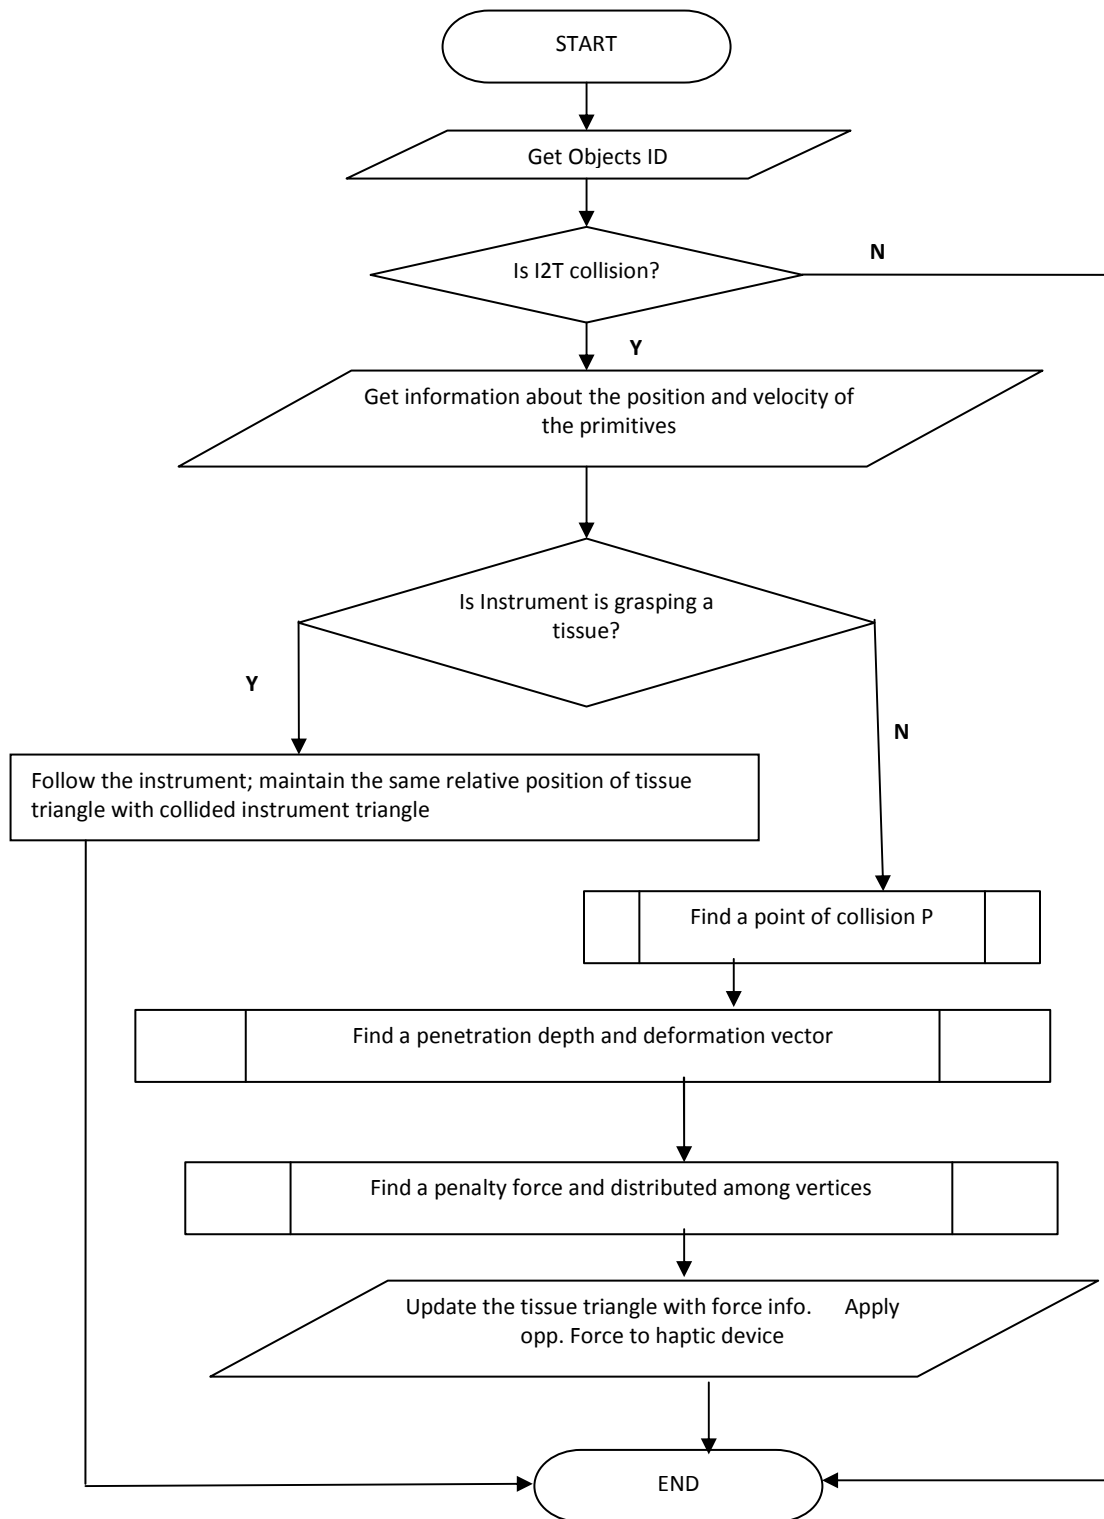 START
Get Objects ID
Is I2T collision?
N
Y
Get information about the position and velocity of
the primitives
Is Instrument is grasping a
tissue?
Y
N
Follow the instrument; maintain the same relative position of tissue
triangle with collided instrument triangle
Find a point of collision P
Find a penetration depth and deformation vector
Find a penalty force and distributed among vertices
Update the tissue triangle with force info. Apply
opp. Force to haptic device
END